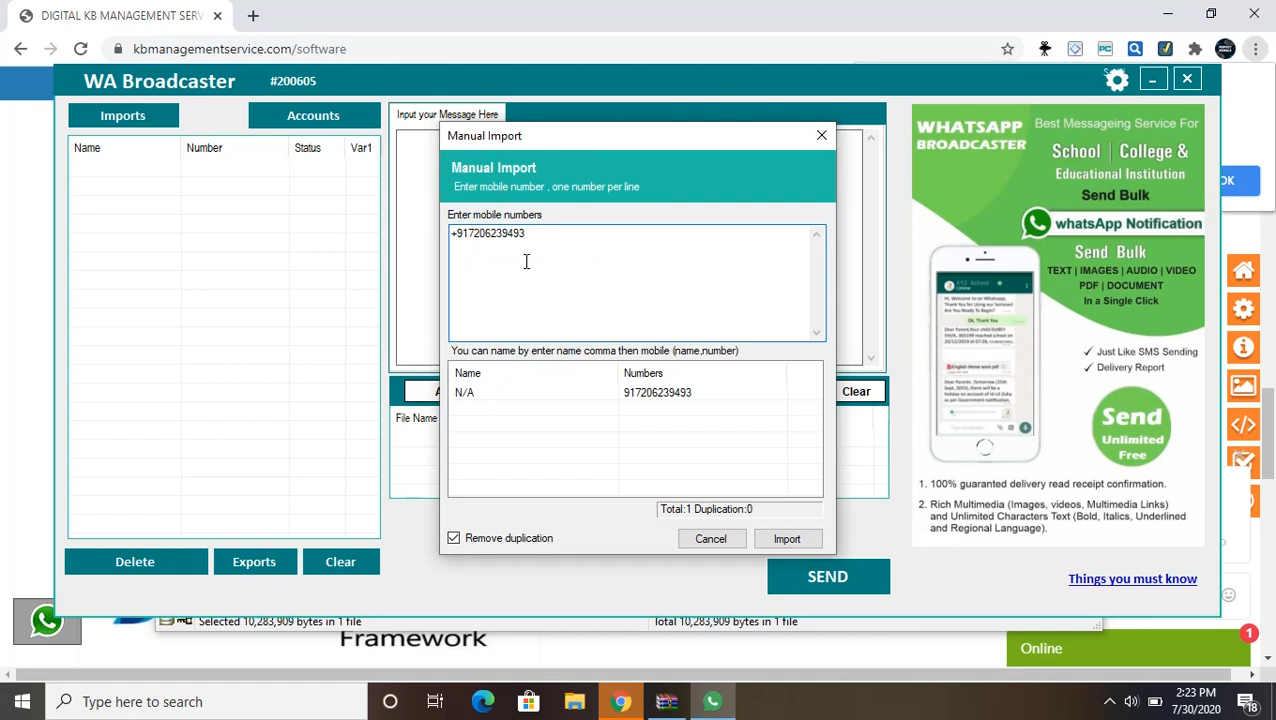 DIGITAL KB MANAGEMENT SERV
kbmanagementservice.com/software
WA Broadcaster
#200605
Imports
Accounts
Name
Number
Status
Var1
Input your Message Here
Manual Import
Manual Import
Enter mobile number , one number per line
Enter mobile numbers
+917206239493
You can name by enter name comma then mobile (name,number)
Name
Numbers
N/A
917206239493
Total:1 Duplication:0
Remove duplication
Cancel
Import
Clear
File Name
Delete
Exports
Clear
SEND
WHATSAPP
BROADCASTER
Best Messageing Service For
School | College &
Educational Institution
Send Bulk
whatsApp Notification
Send Bulk
TEXT | IMAGES | AUDIO | VIDEO
PDF | DOCUMENT
In a Single Click
Just Like SMS Sending
Delivery Report
Send
Unlimited
Free
1. 100% guaranted delivery read receipt confirmation.
2. Rich Multimedia (Images, videos, Multimedia Links)
and Unlimited Characters Text (Bold, Italics, Underlined
and Regional Language).
Things you must know
OK
Selected 10,283,909 bytes in 1 file
Total 10,283,909 bytes in 1 file
Framework
Online
1
Type here to search
2:23 PM
7/30/2020
18